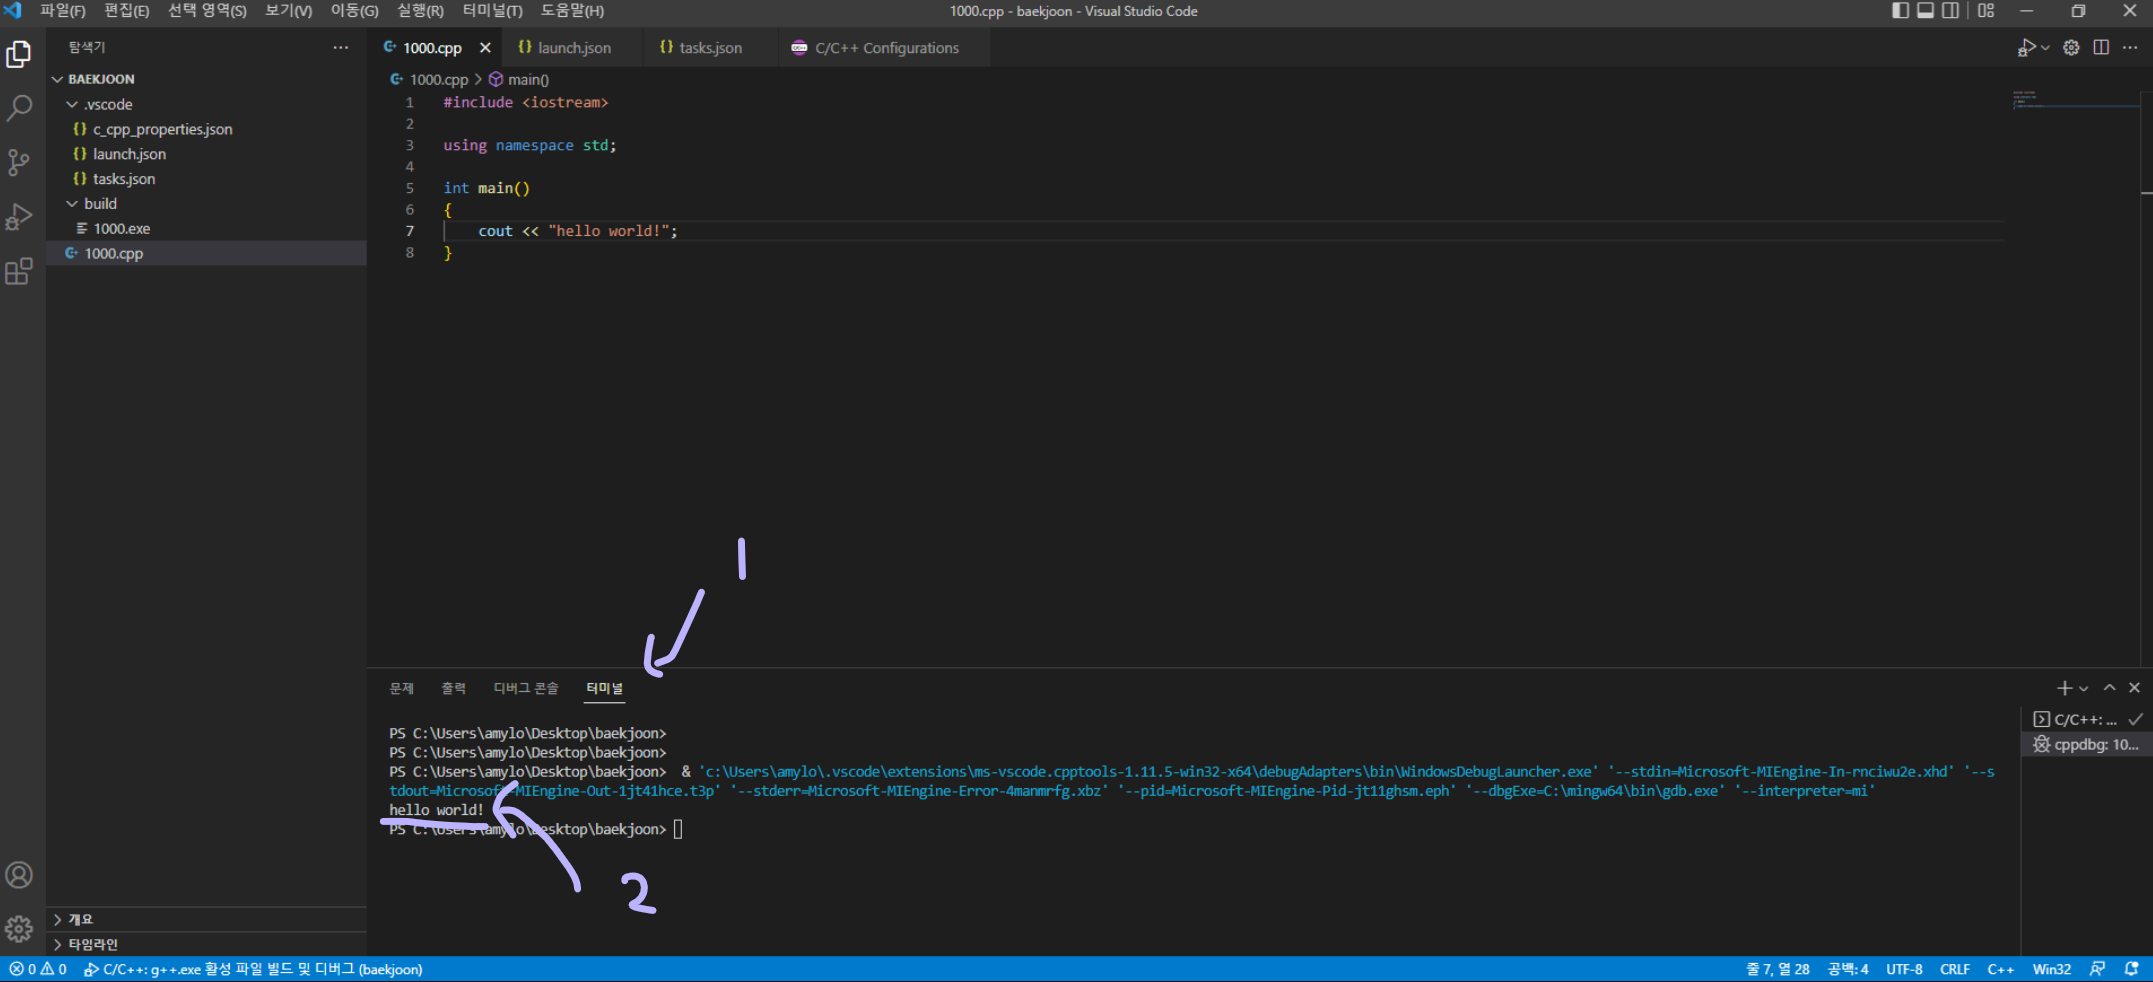 파일(F) 편집(E) 선택 영역(S) 보기(V) 이동(G) 실행(R) 터미널(T) 도움말(H) 1000.cpp - baekjoon - Visual Studio Code
탐색기
1000.cpp launch.json tasks.json C/C++ Configurations
BAEKJOON
.vscode
c_cpp_properties.json
launch.json
tasks.json
build
1000.exe
1000.cpp
1000.cpp > main()
1 #include <iostream>
2
3 using namespace std;
4
5 int main()
6 {
7 cout << "hello world!";
8 }
1
문제 출력 디버그 콘솔 터미널
PS C:\Users\amylo\Desktop\baekjoon>
PS C:\Users\amylo\Desktop\baekjoon>
PS C:\Users\amylo\Desktop\baekjoon> & 'c:\Users\amylo\.vscode\extensions\ms-vscode.cpptools-1.11.5-win32-x64\debugAdapters\bin\WindowsDebugLauncher.exe' '--stdin=Microsoft-MIEngine-In-rnciwu2e.xhd' '--s
tdout=Microsoft-MIEngine-Out-1jt41hce.t3p' '--stderr=Microsoft-MIEngine-Error-4manmrfg.xbz' '--pid=Microsoft-MIEngine-Pid-jt11ghsm.eph' '--dbgExe=C:\mingw64\bin\gdb.exe' '--interpreter=mi'
hello world!
PS C:\Users\amylo\Desktop\baekjoon>
2
C/C++: ...
cppdbg: 10...
개요
타임라인
0 0 C/C++: g++.exe 활성 파일 빌드 및 디버그 (baekjoon) 줄 7, 열 28 공백: 4 UTF-8 CRLF C++ Win32